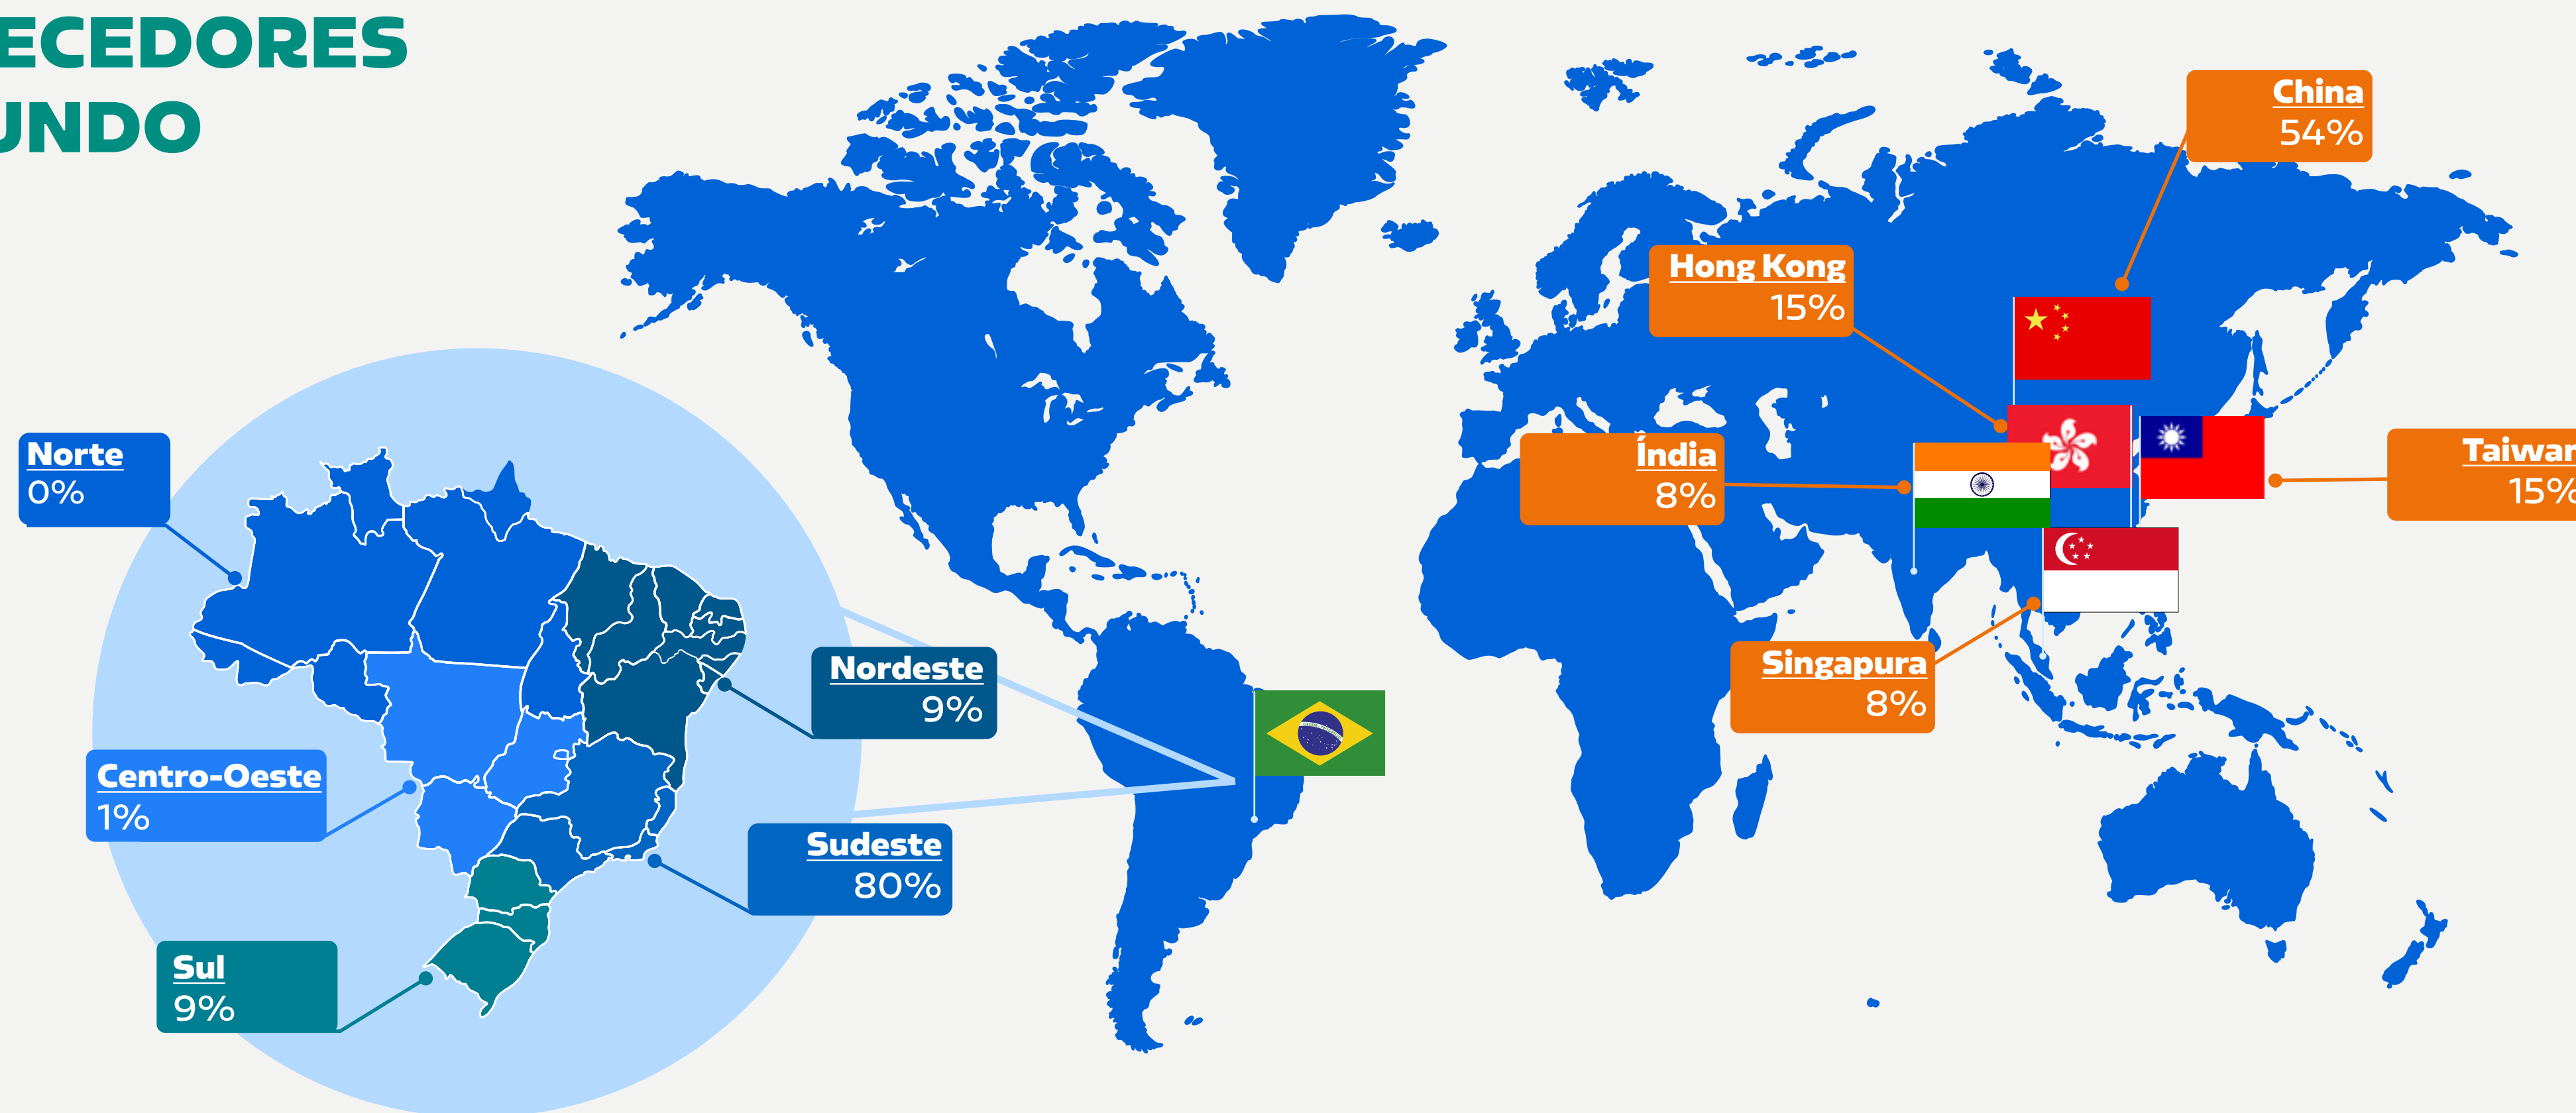 ECEDORES
UNDO
China
54%
Hong Kong
15%
Índia
8%
Taiwan
15%
Singapura
8%
Norte
0%
Nordeste
9%
Centro-Oeste
1%
Sudeste
80%
Sul
9%